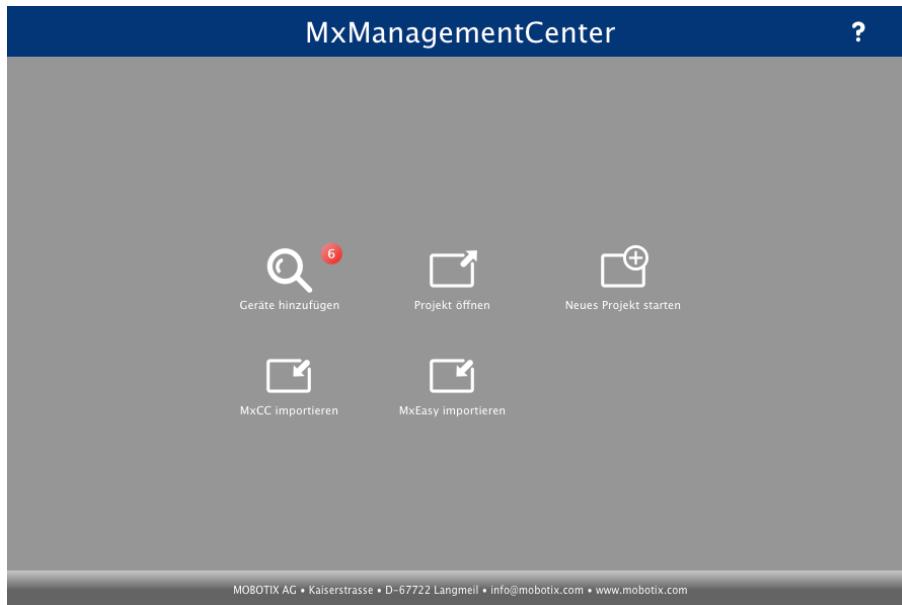 MxManagementCenter ?
6
Geräte hinzufügen Projekt öffnen Neues Projekt starten
MxCC importieren MxEasy importieren
MOBOTIX AG • Kaiserstrasse • D-67722 Langmeil • info@mobotix.com • www.mobotix.com